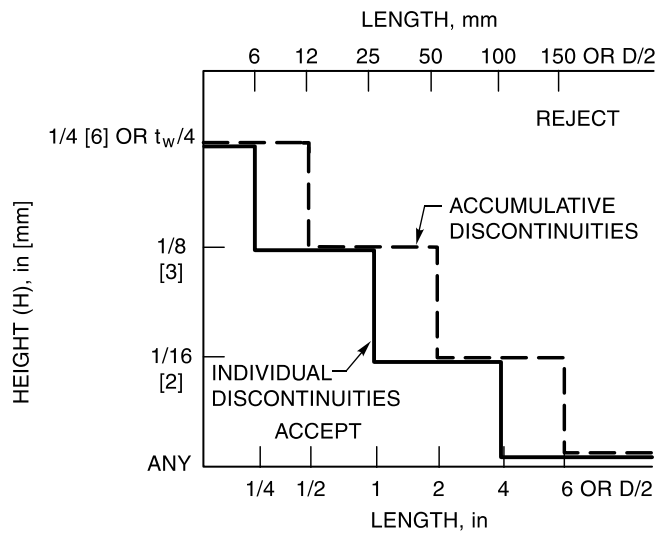 LENGTH, mm
6 12 25 50 100 150 OR D/2
REJECT
1/4 [6] OR tw/4
ACCUMULATIVE
DISCONTINUITIES
HEIGHT (H), in [mm]
1/8
[3]
1/16
[2]
INDIVIDUAL
DISCONTINUITIES
ACCEPT
ANY
1/4 1/2 1 2 4 6 OR D/2
LENGTH, in